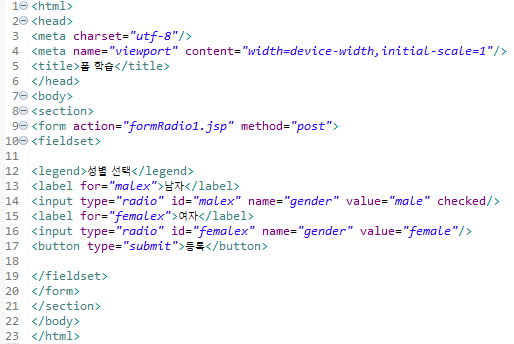 1 <html>
2 <head>
3 <meta charset="utf-8"/>
4 <meta name="viewport" content="width=device-width,initial-scale=1"/>
5 <title>폼 학습</title>
6 </head>
7 <body>
8 <section>
9 <form action="formRadio1.jsp" method="post">
10 <fieldset>
11
12 <legend>성별 선택</legend>
13 <label for="malex">남자</label>
14 <input type="radio" id="malex" name="gender" value="male" checked/>
15 <label for="femalex">여자</label>
16 <input type="radio" id="femalex" name="gender" value="female"/>
17 <button type="submit">등록</button>
18
19 </fieldset>
20 </form>
21 </section>
22 </body>
23 </html>